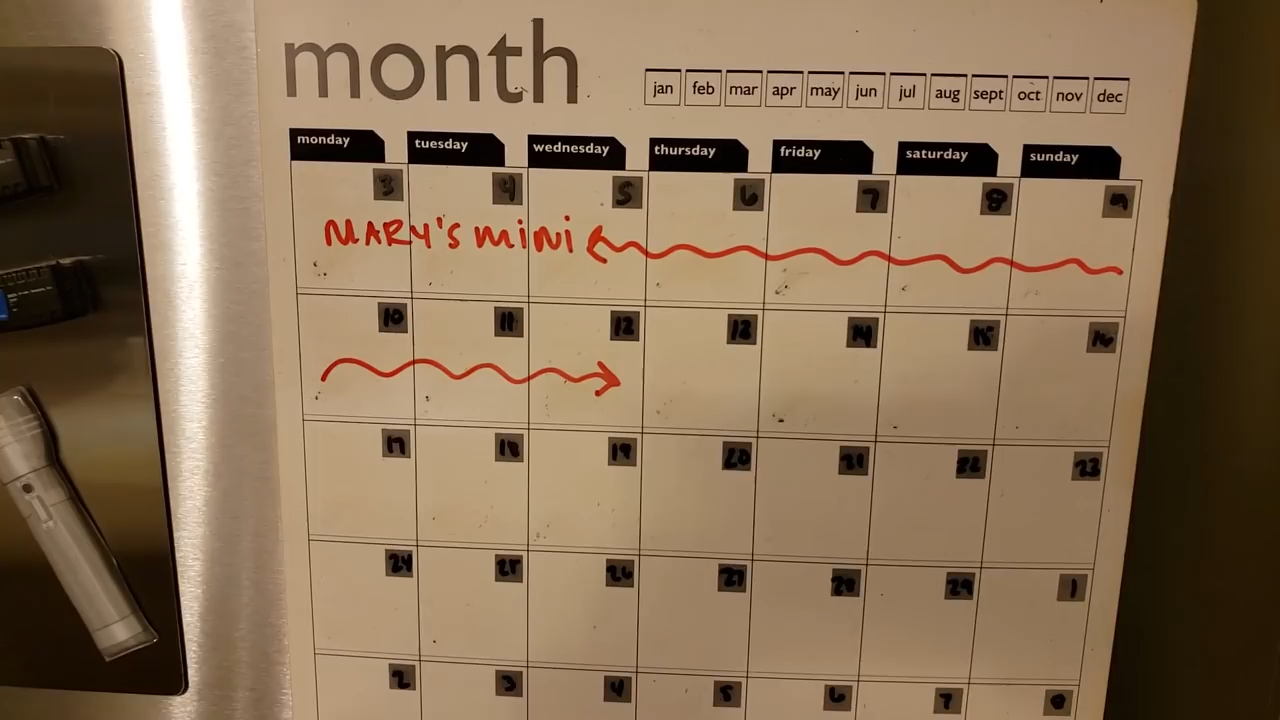 month
jan feb mar apr may jun jul aug sept oct nov dec
monday tuesday wednesday thursday friday saturday sunday
3 4 5 6 7 8 9
MARY'S MiNi
10 11 12 13 14 15 16
17 18 19 20 21 22 23
24 25 26 27 28 29 1
2 3 4 5 6 7 8